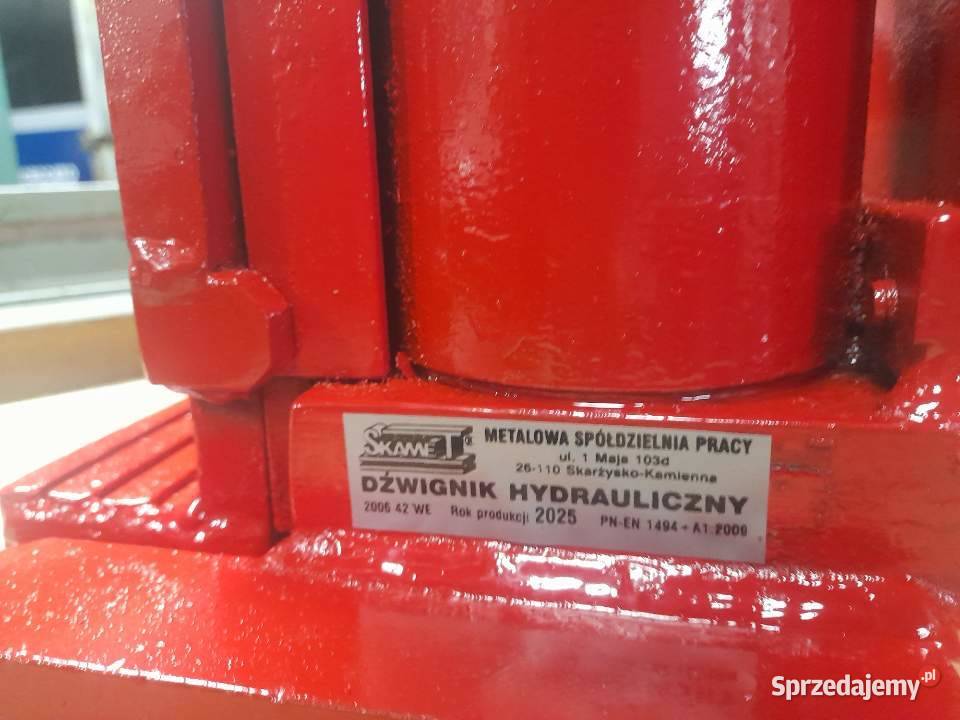 SKAMET
METALOWA SPÓŁDZIELNIA PRACY
ul. 1 Maja 103d
26-110 Skarżysko-Kamienna
DŹWIGNIK HYDRAULICZNY
2006 42 WE Rok produkcji 2025 PN-EN 1494 + A1:2009
Sprzedajemy.pl